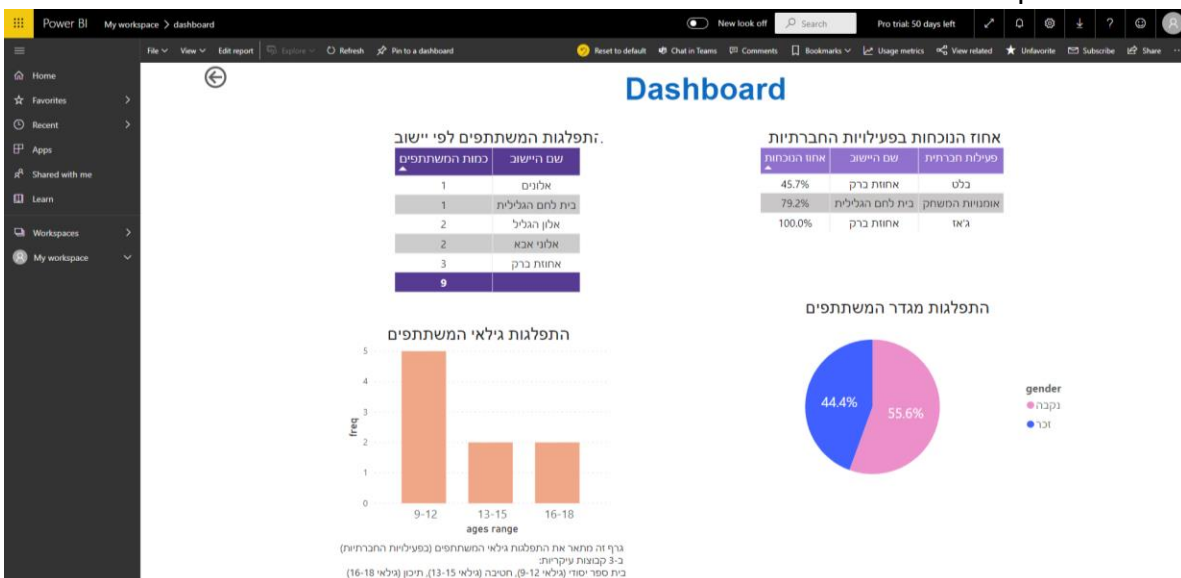 Power BI My workspace > dashboard New look off Search Pro trial: 50 days left ?
File View Edit report Explore Refresh Pin to a dashboard Reset to default Chat in Teams Comments Bookmarks Usage metrics View related Unfavorite Subscribe Share ...
Home
Favorites
Recent
Apps
Shared with me
Learn
Workspaces
My workspace
Dashboard
אחוז הנוכחות בפעילויות החברתיות
פעילות חברתית שם היישוב אחוז הנוכחות
בלט אחוזת ברק 45.7%
אומנויות המשחק בית לחם הגלילית 79.2%
ג'אז אחוזת ברק 100.0%
התפלגות המשתתפים לפי יישוב.
שם היישוב כמות המשתתפים
אלונים 1
בית לחם הגלילית 1
אלון הגליל 2
אלוני אבא 2
אחוזת ברק 3
9
התפלגות מגדר המשתתפים
44.4%
55.6%
gender
נקבה
זכר
התפלגות גילאי המשתתפים
5
4
3
2
1
0
freq
9-12 13-15 16-18
ages range
גרף זה מתאר את התפלגות גילאי המשתתפים (בפעילויות החברתיות)
ב-3 קבוצות עיקריות:
בית ספר יסודי (גילאי 9-12), חטיבה (גילאי 13-15), תיכון (גילאי 16-18)